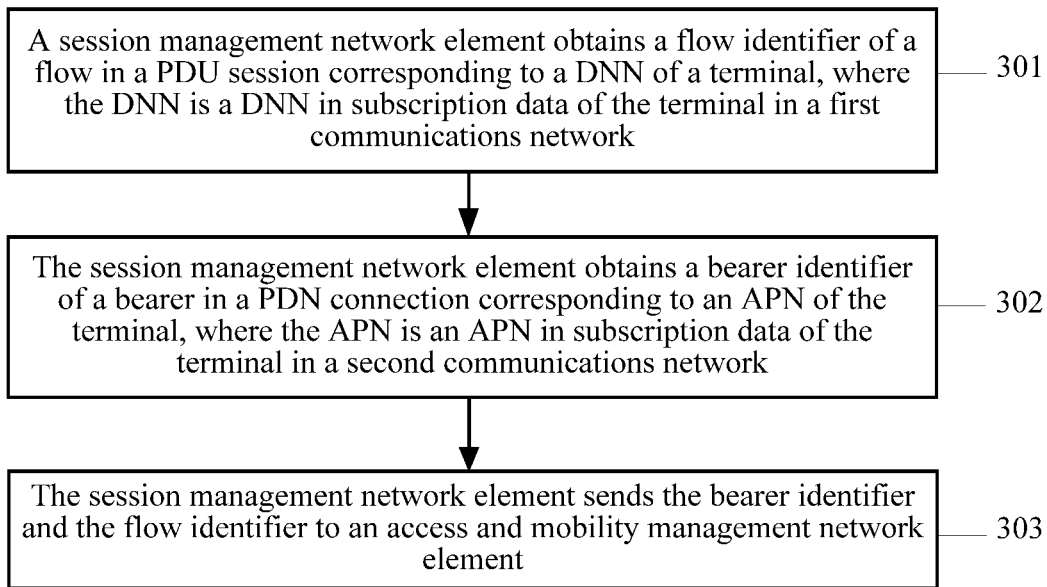 A session management network element obtains a flow identifier of a
flow in a PDU session corresponding to a DNN of a terminal, where
the DNN is a DNN in subscription data of the terminal in a first
communications network
301
The session management network element obtains a bearer identifier
of a bearer in a PDN connection corresponding to an APN of the
terminal, where the APN is an APN in subscription data of the
terminal in a second communications network
302
The session management network element sends the bearer identifier
and the flow identifier to an access and mobility management network
element
303